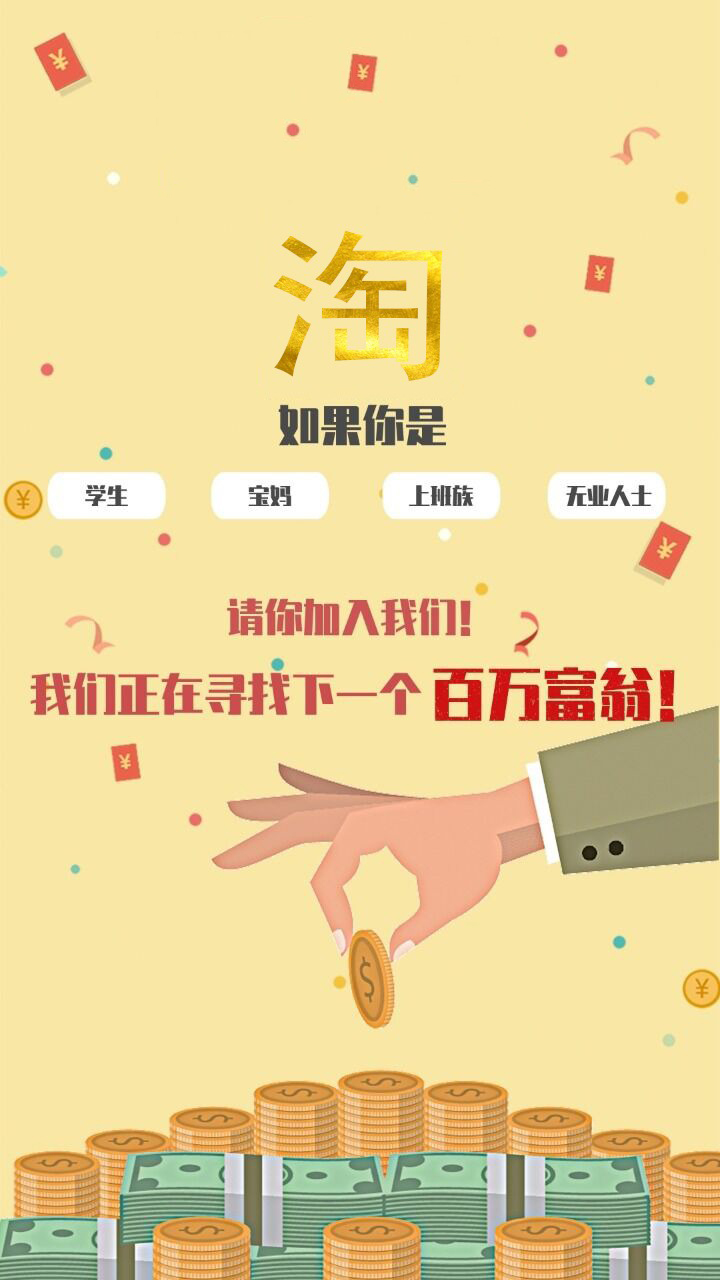 淘
如果你是
学生 宝妈 上班族 无业人士
请你加入我们!
我们正在寻找下一个 百万富翁!